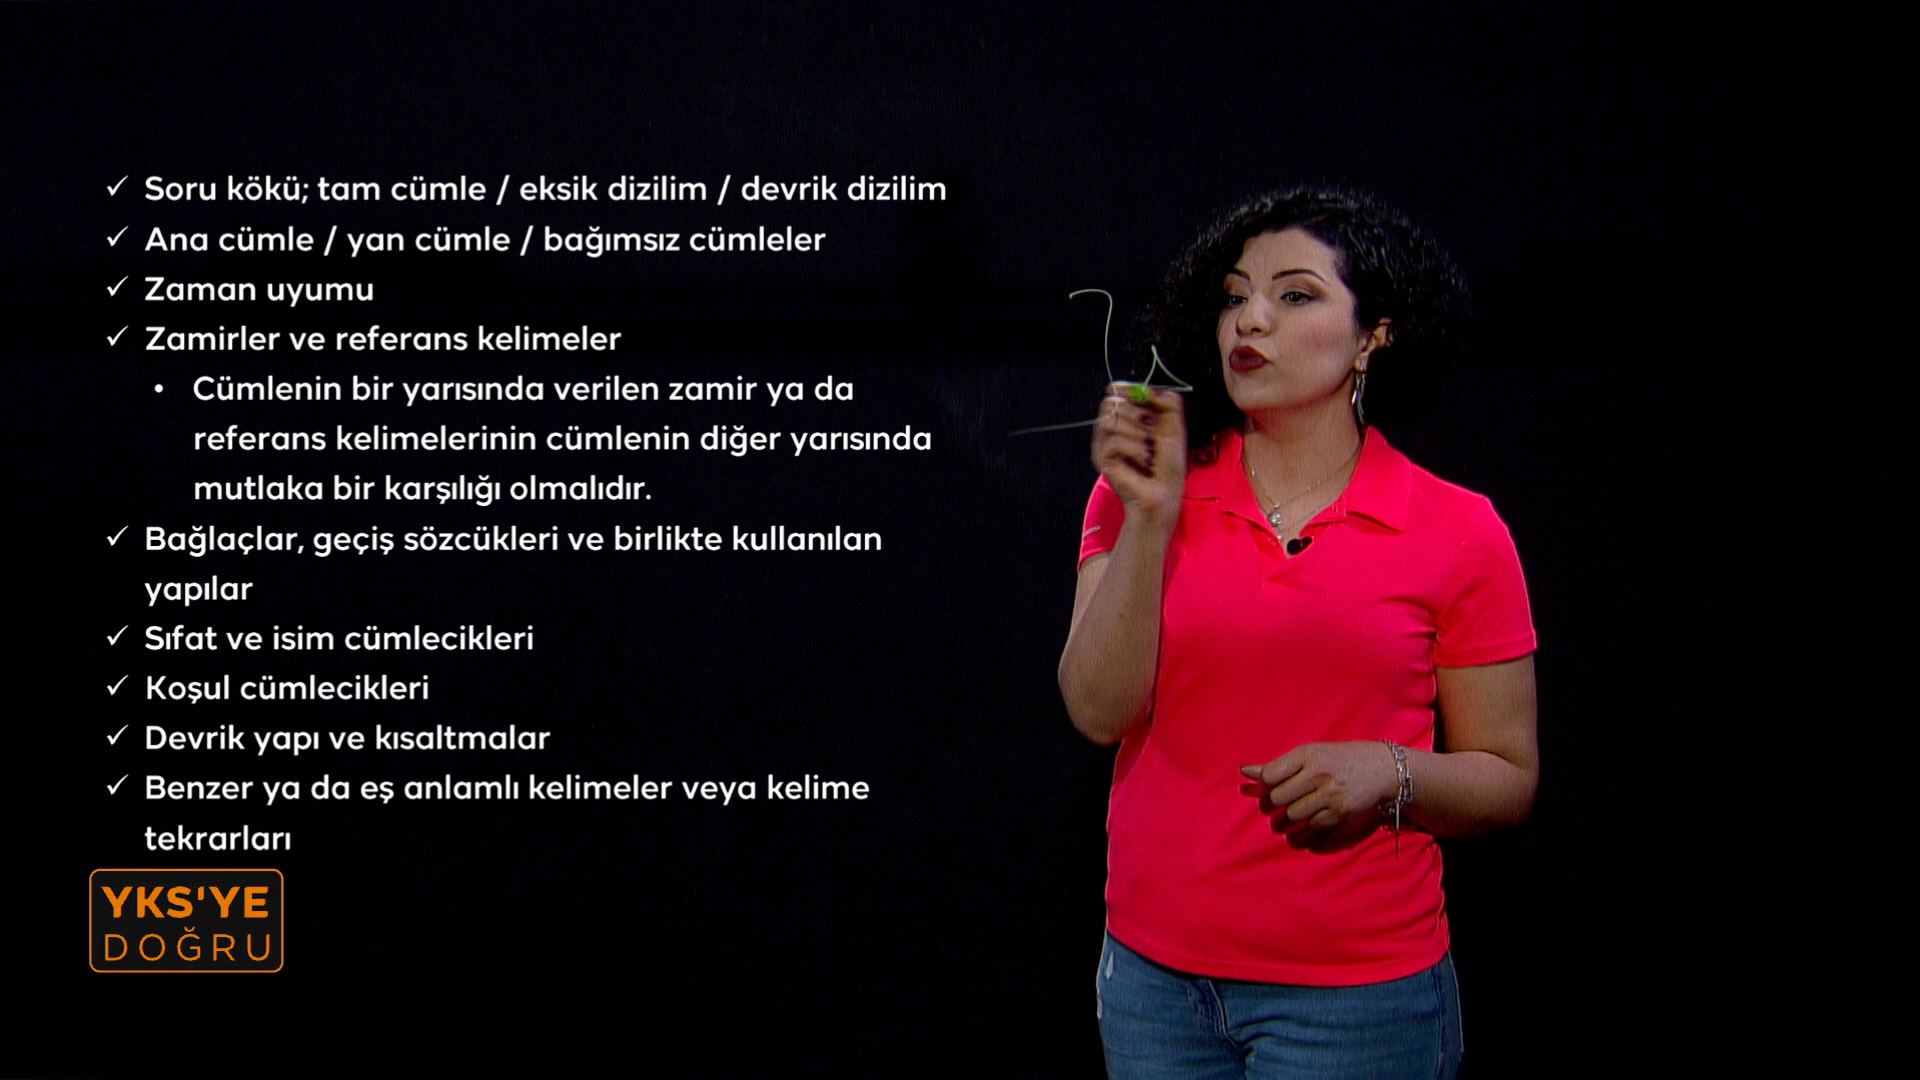 ✓ Soru kökü; tam cümle / eksik dizilim / devrik dizilim
✓ Ana cümle / yan cümle / bağımsız cümleler
✓ Zaman uyumu
✓ Zamirler ve referans kelimeler
• Cümlenin bir yarısında verilen zamir ya da
referans kelimelerinin cümlenin diğer yarısında
mutlaka bir karşılığı olmalıdır.
✓ Bağlaçlar, geçiş sözcükleri ve birlikte kullanılan
yapılar
✓ Sıfat ve isim cümlecikleri
✓ Koşul cümlecikleri
✓ Devrik yapı ve kısaltmalar
✓ Benzer ya da eş anlamlı kelimeler veya kelime
tekrarları
YKS'YE
DOĞRU